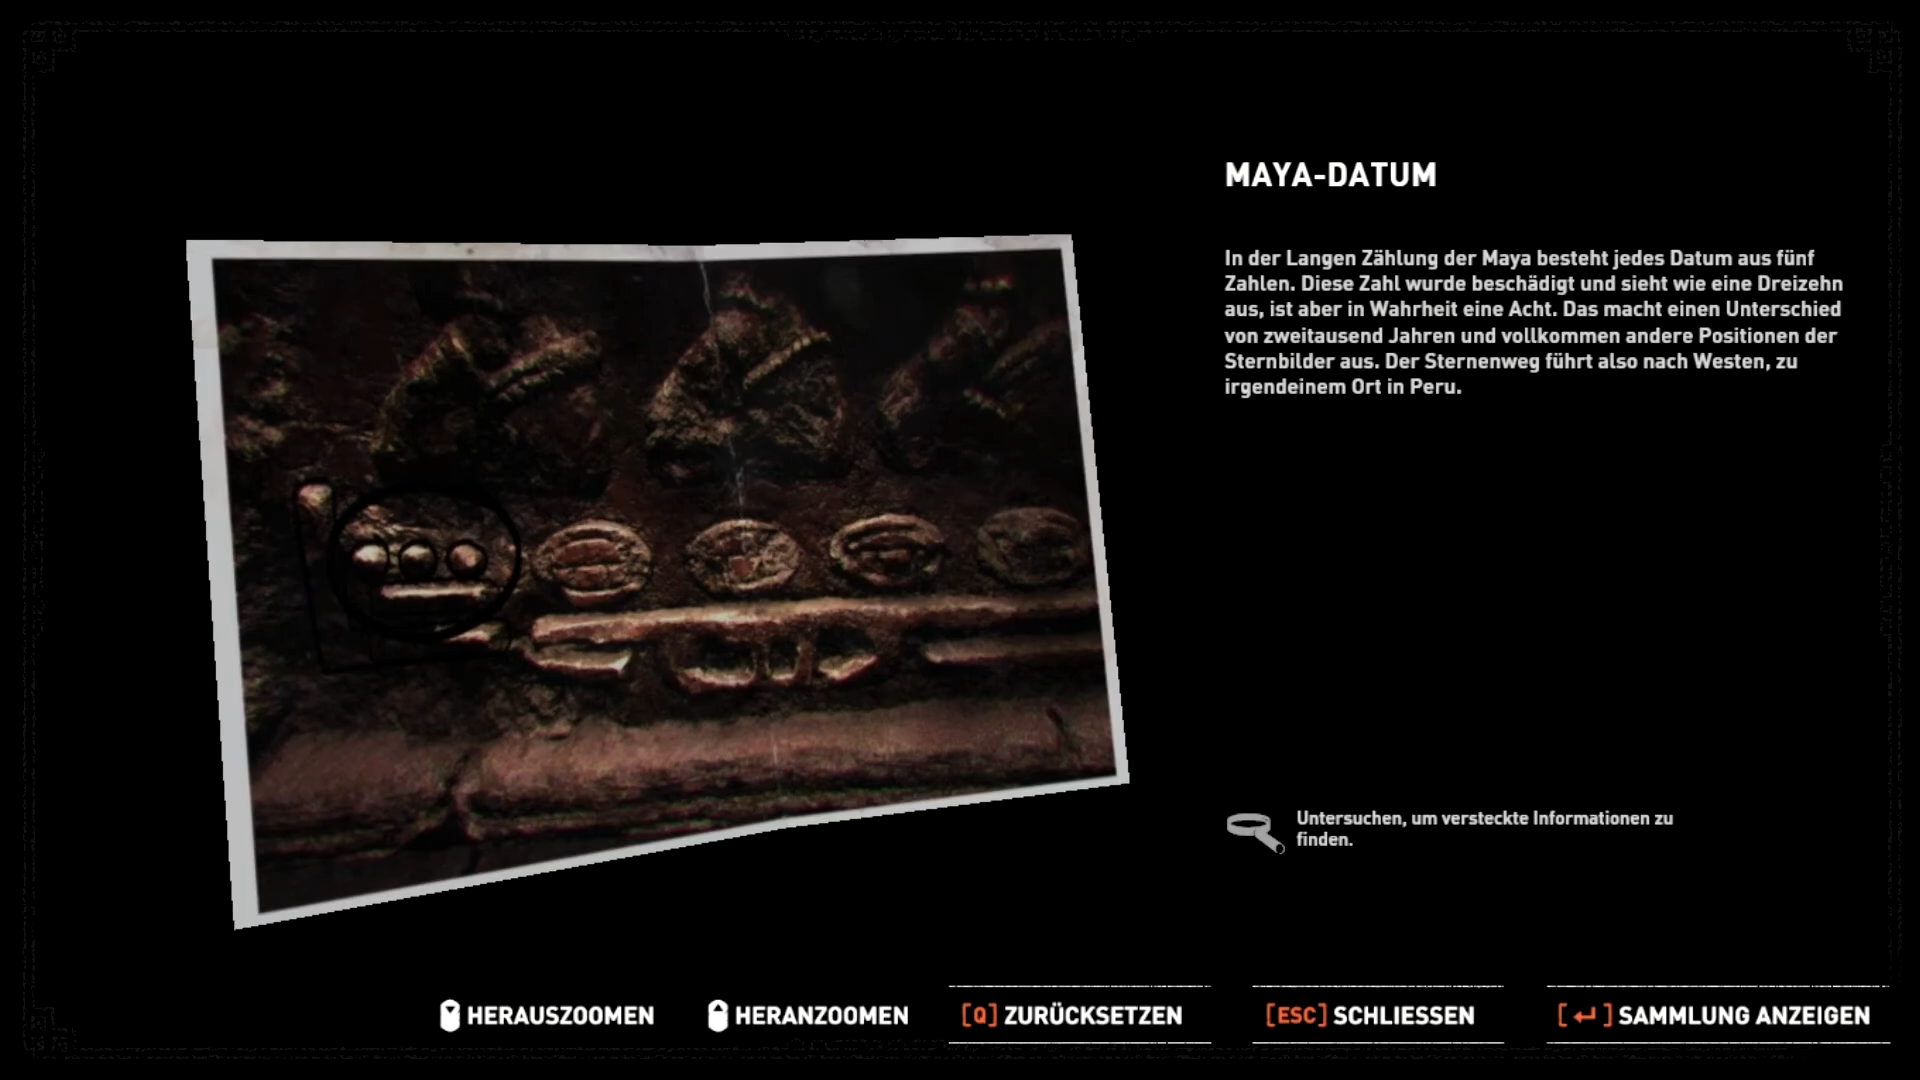 MAYA-DATUM
In der Langen Zählung der Maya besteht jedes Datum aus fünf
Zahlen. Diese Zahl wurde beschädigt und sieht wie eine Dreizehn
aus, ist aber in Wahrheit eine Acht. Das macht einen Unterschied
von zweitausend Jahren und vollkommen andere Positionen der
Sternbilder aus. Der Sternenweg führt also nach Westen, zu
irgendeinem Ort in Peru.
Untersuchen, um versteckte Informationen zu
finden.
HERAUSZOOMEN HERANZOOMEN [Q] ZURÜCKSETZEN [ESC] SCHLIESSEN [↵] SAMMLUNG ANZEIGEN